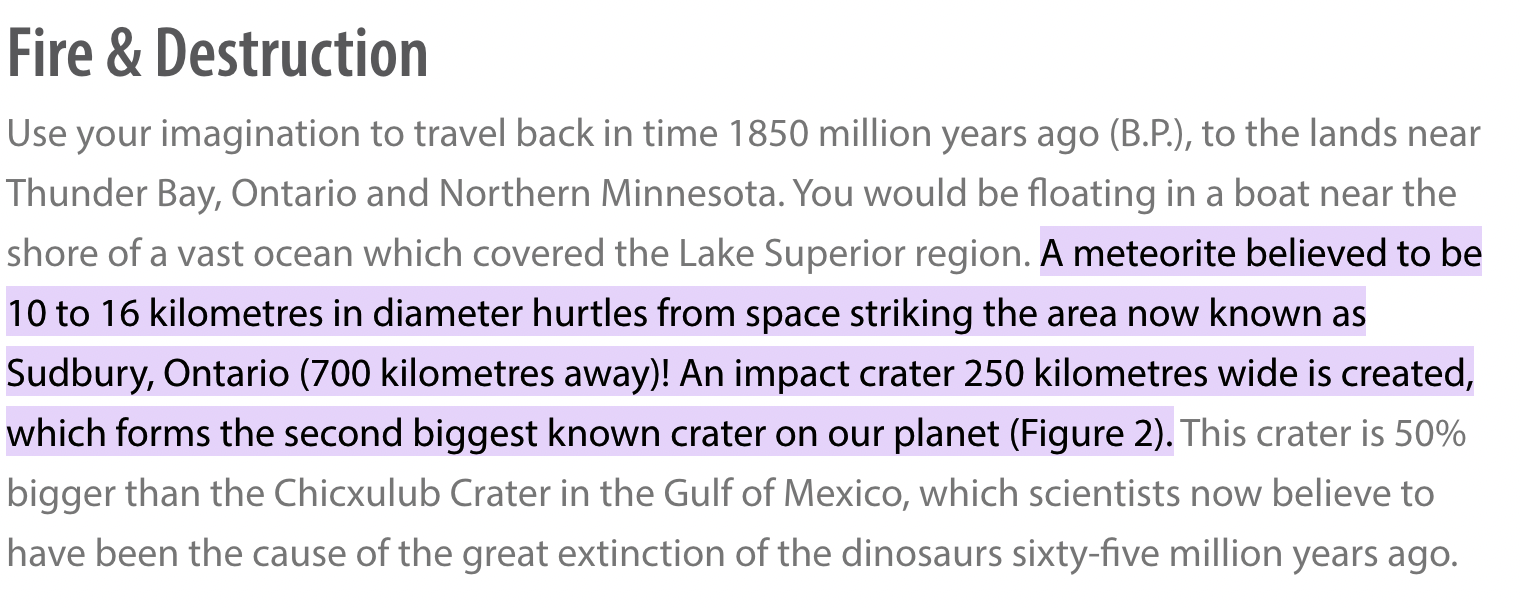 Fire & Destruction
Use your imagination to travel back in time 1850 million years ago (B.P.), to the lands near
Thunder Bay, Ontario and Northern Minnesota. You would be floating in a boat near the
shore of a vast ocean which covered the Lake Superior region. A meteorite believed to be
10 to 16 kilometres in diameter hurtles from space striking the area now known as
Sudbury, Ontario (700 kilometres away)! An impact crater 250 kilometres wide is created,
which forms the second biggest known crater on our planet (Figure 2). This crater is 50%
bigger than the Chicxulub Crater in the Gulf of Mexico, which scientists now believe to
have been the cause of the great extinction of the dinosaurs sixty-five million years ago.